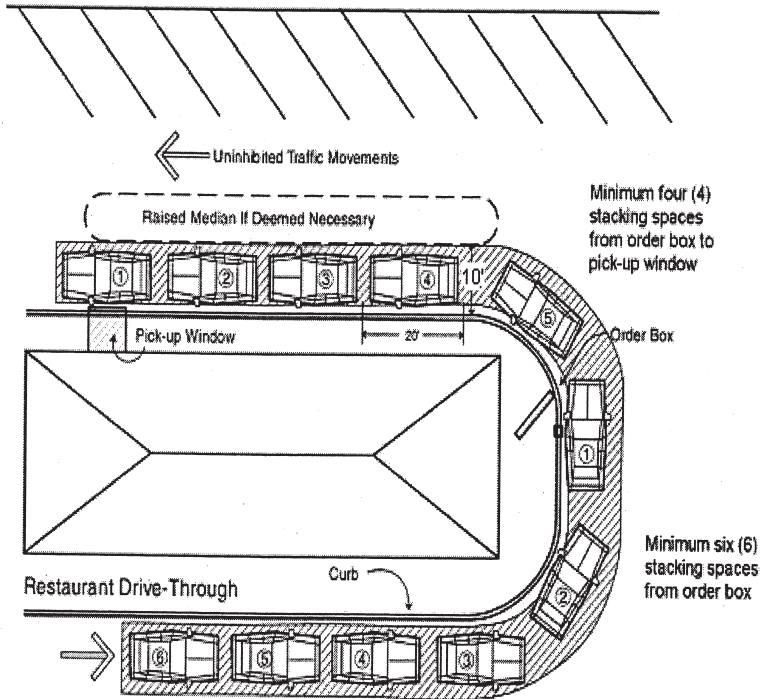 Uninhibited Traffic Movements
Minimum four (4)
stacking spaces
from order box to
pick-up window
Raised Median If Deemed Necessary
① ② ③ ④ 10' ⑤
Pick-up Window 20' Order Box
①
Minimum six (6)
stacking spaces
from order box
Curb
Restaurant Drive-Through
②
⑥ ⑤ ④ ③